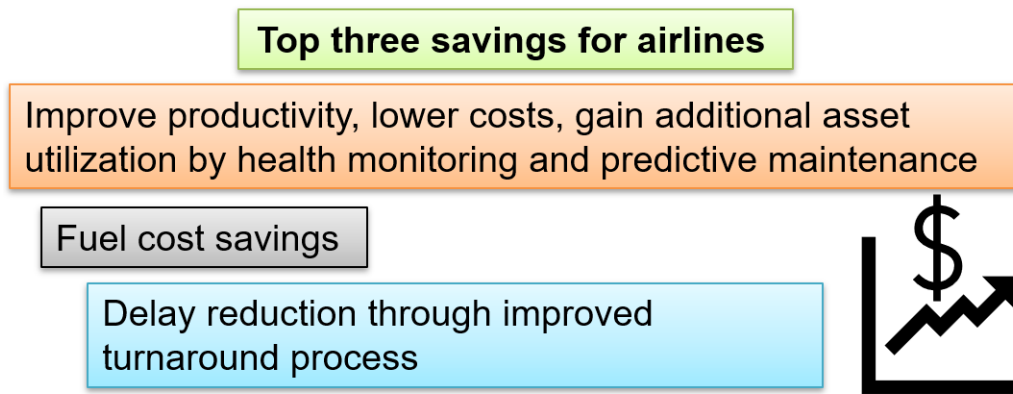 Top three savings for airlines
Improve productivity, lower costs, gain additional asset
utilization by health monitoring and predictive maintenance
Fuel cost savings
$
Delay reduction through improved
turnaround process